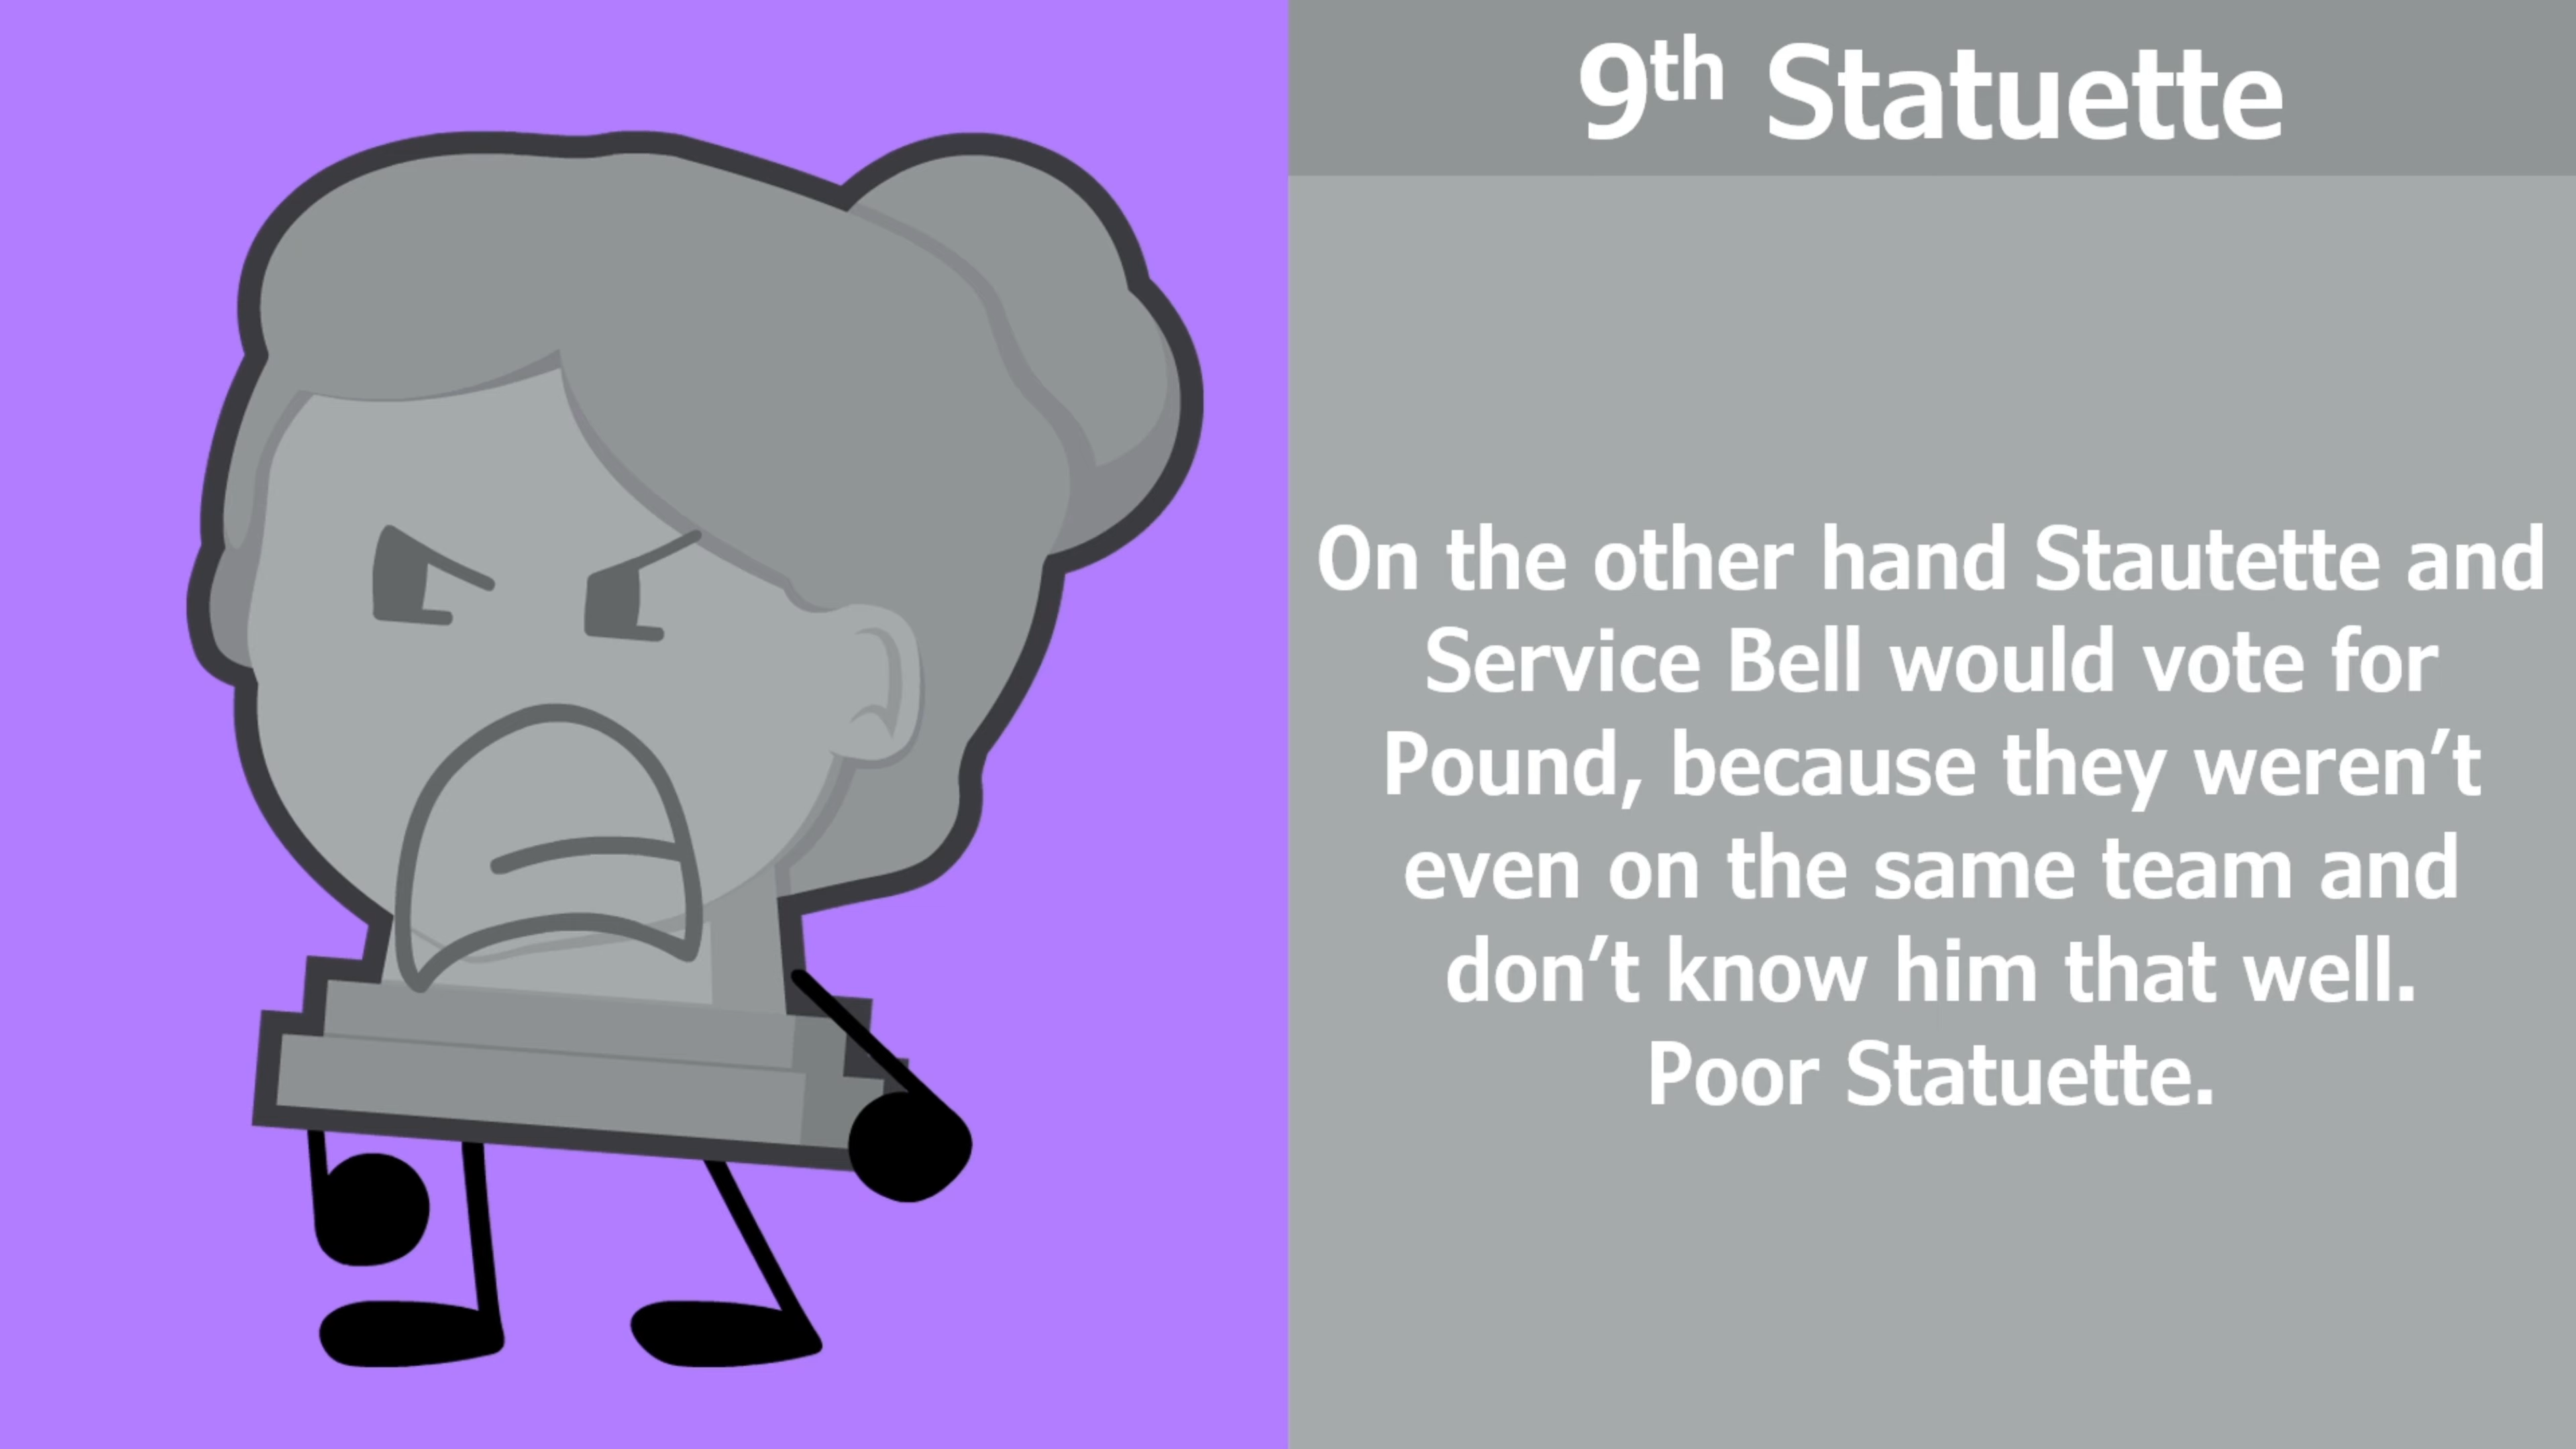 9th Statuette
On the other hand Stautette and
Service Bell would vote for
Pound, because they weren’t
even on the same team and
don’t know him that well.
Poor Statuette.